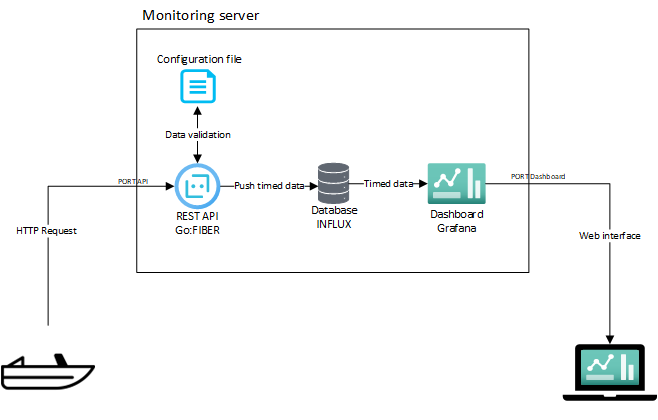 Monitoring server
Configuration file
Data validation
PORT API
Push timed data
Timed data
PORT Dashboard
REST API
Go:FIBER
Database
INFLUX
Dashboard
Grafana
HTTP Request
Web interface